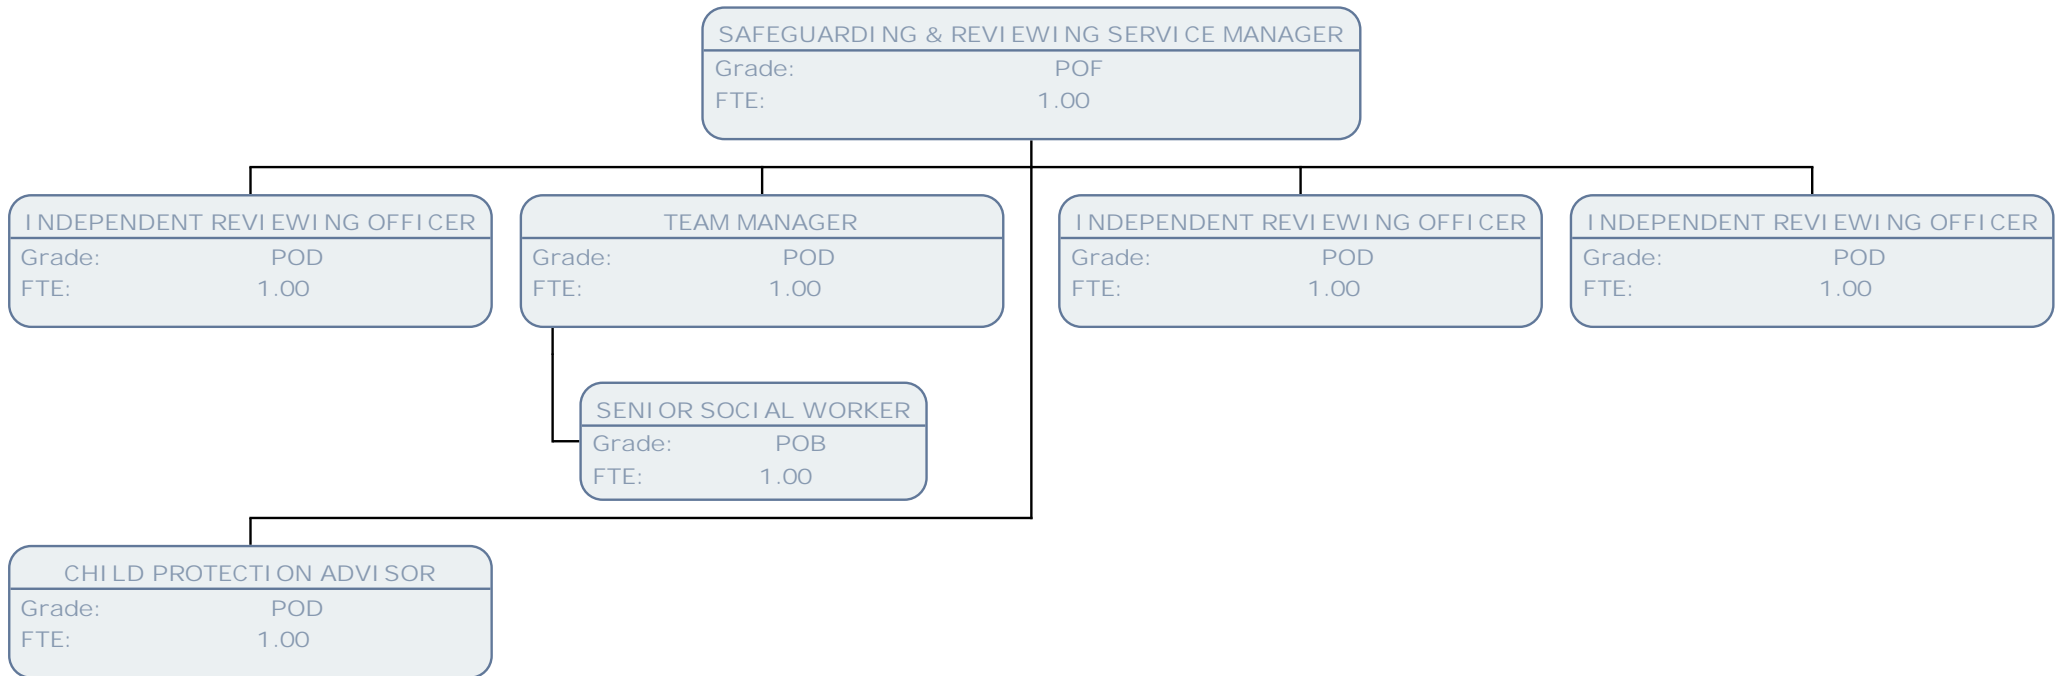 SAFEGUARDING & REVIEWING SERVICE MANAGER
Grade: POF
FTE: 1.00
INDEPENDENT REVIEWING OFFICER
Grade: POD
FTE: 1.00
TEAM MANAGER
Grade: POD
FTE: 1.00
INDEPENDENT REVIEWING OFFICER
Grade: POD
FTE: 1.00
INDEPENDENT REVIEWING OFFICER
Grade: POD
FTE: 1.00
SENIOR SOCIAL WORKER
Grade: POB
FTE: 1.00
CHILD PROTECTION ADVISOR
Grade: POD
FTE: 1.00